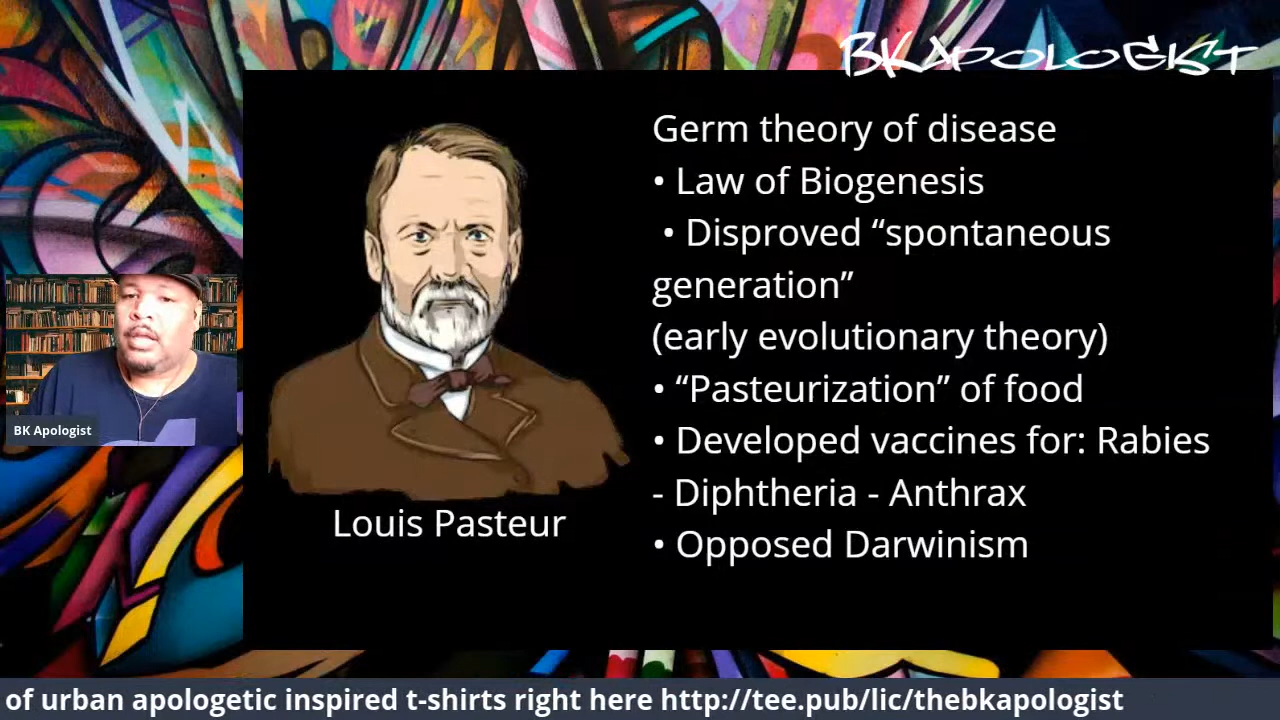 BKAPOLOGIST
Germ theory of disease
• Law of Biogenesis
• Disproved “spontaneous
generation”
(early evolutionary theory)
• “Pasteurization” of food
• Developed vaccines for: Rabies
- Diphtheria - Anthrax
• Opposed Darwinism
Louis Pasteur
BK Apologist
of urban apologetic inspired t-shirts right here http://tee.pub/lic/thebkapologist